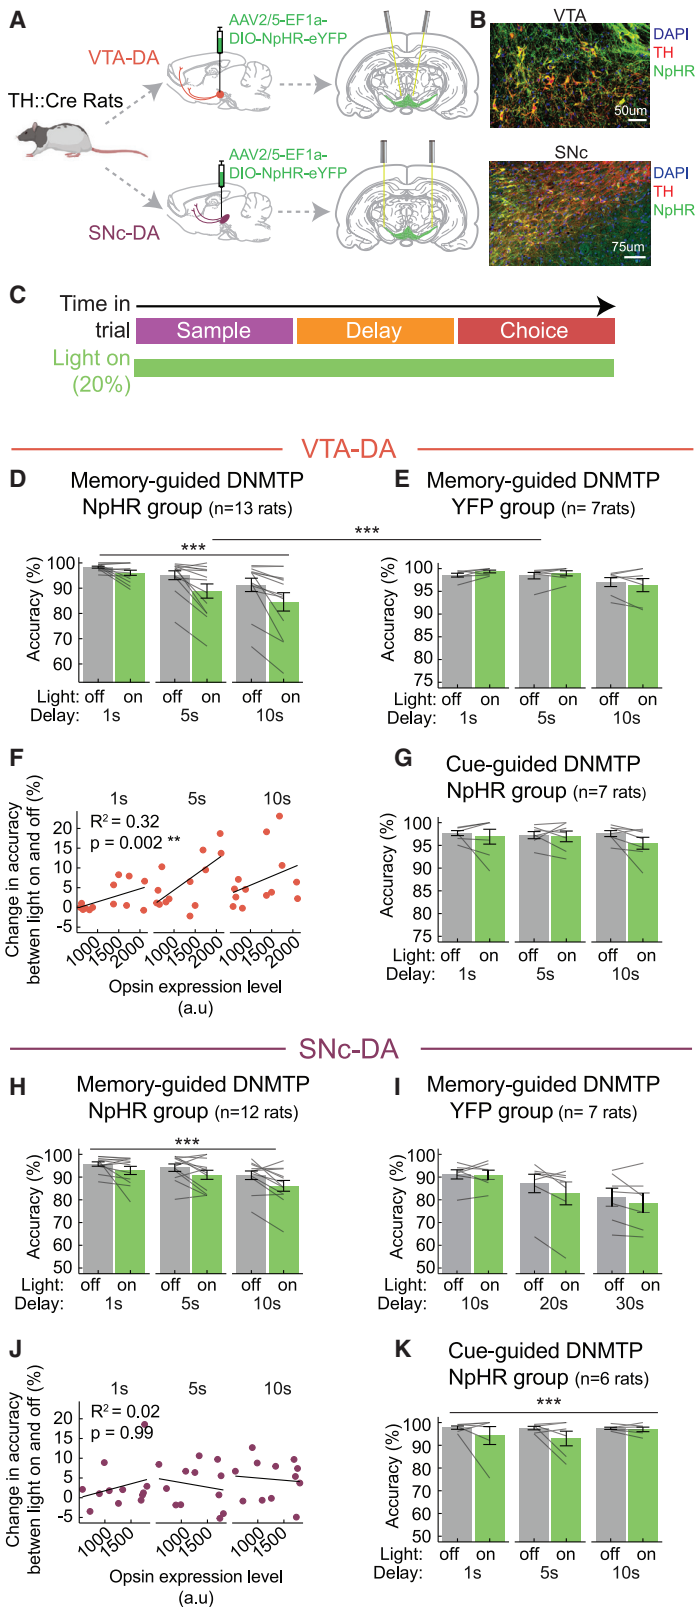 A
AAV2/5-EF1a-
DIO-NpHR-eYFP
VTA-DA
TH::Cre Rats
AAV2/5-EF1a-
DIO-NpHR-eYFP
SNc-DA
B
VTA
DAPI
TH
NpHR
50um
SNc
DAPI
TH
NpHR
75um
C
Time in
trial
Sample Delay Choice
Light on
(20%)
VTA-DA
D Memory-guided DNMTP
NpHR group (n=13 rats)
***
***
Accuracy (%)
100
90
80
70
60
Light: off on off on off on
Delay: 1s 5s 10s
E Memory-guided DNMTP
YFP group (n= 7rats)
Accuracy (%)
100
95
90
85
80
75
Light: off on off on off on
Delay: 1s 5s 10s
F
1s 5s 10s
R² = 0.32
p = 0.002 **
Change in accuracy
betwen light on and off (%)
20
15
10
5
0
-5
1000 1500 2000 1000 1500 2000 1000 1500 2000
Opsin expression level
(a.u)
G Cue-guided DNMTP
NpHR group (n=7 rats)
Accuracy (%)
100
95
90
85
80
75
Light: off on off on off on
Delay: 1s 5s 10s
SNc-DA
H Memory-guided DNMTP
NpHR group (n=12 rats)
***
Accuracy (%)
100
90
80
70
60
50
Light: off on off on off on
Delay: 1s 5s 10s
I Memory-guided DNMTP
YFP group (n= 7 rats)
Accuracy (%)
100
90
80
70
60
50
Light: off on off on off on
Delay: 10s 20s 30s
J
1s 5s 10s
R² = 0.02
p = 0.99
Change in accuracy
betwen light on and off (%)
20
15
10
5
0
-5
1000 1500 1000 1500 1000 1500
Opsin expression level
(a.u)
K Cue-guided DNMTP
NpHR group (n=6 rats)
***
Accuracy (%)
100
90
80
70
60
50
Light: off on off on off on
Delay: 1s 5s 10s